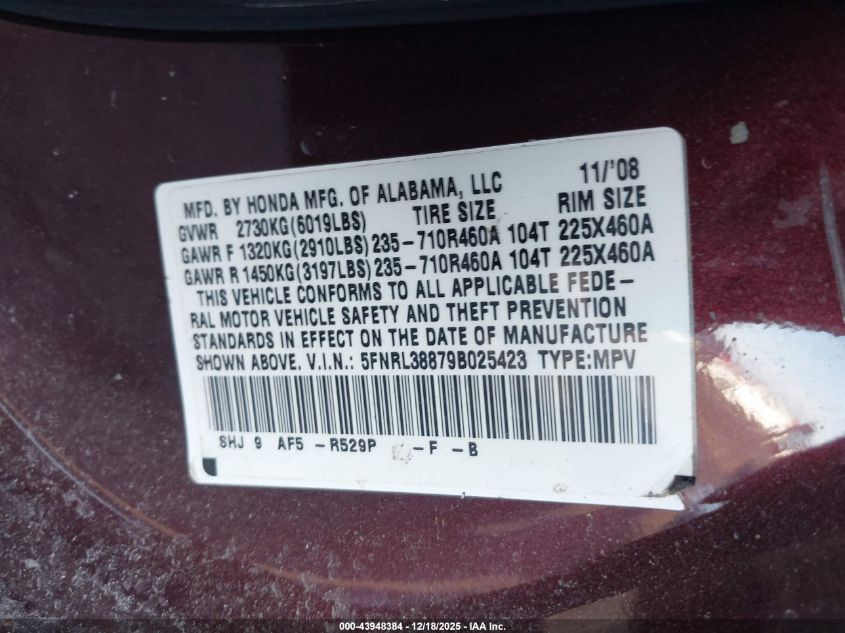 MFD. BY HONDA MFG. OF ALABAMA, LLC 11/'08
GVWR 2730KG(6019LBS) TIRE SIZE RIM SIZE
GAWR F 1320KG(2910LBS) 235-710R460A 104T 225X460A
GAWR R 1450KG(3197LBS) 235-710R460A 104T 225X460A
THIS VEHICLE CONFORMS TO ALL APPLICABLE FEDE-
RAL MOTOR VEHICLE SAFETY AND THEFT PREVENTION
STANDARDS IN EFFECT ON THE DATE OF MANUFACTURE
SHOWN ABOVE. V.I.N.: 5FNRL38879B025423 TYPE:MPV
SHJ 9 AF5 -R529P -F -B
000-43948384 - 12/18/2025 - IAA Inc.